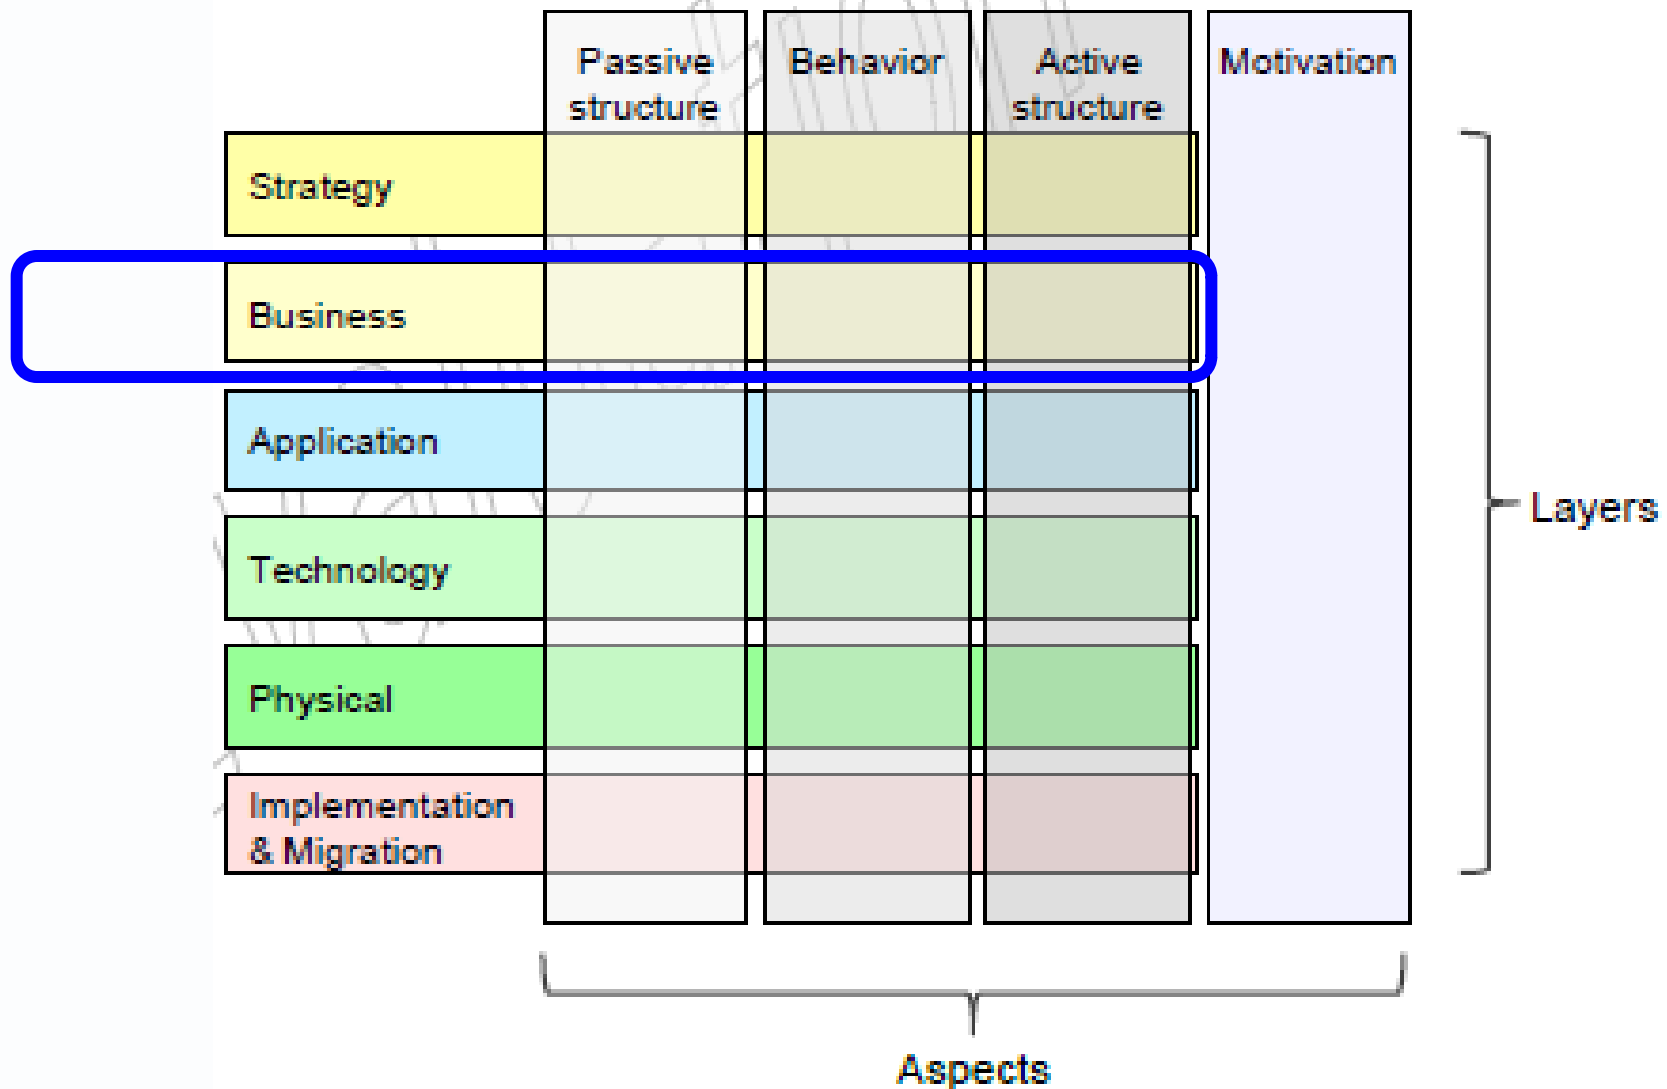 Passive
structure
Behavior
Active
structure
Motivation
Strategy
Business
Application
Technology
Physical
Implementation
& Migration
Layers
Aspects